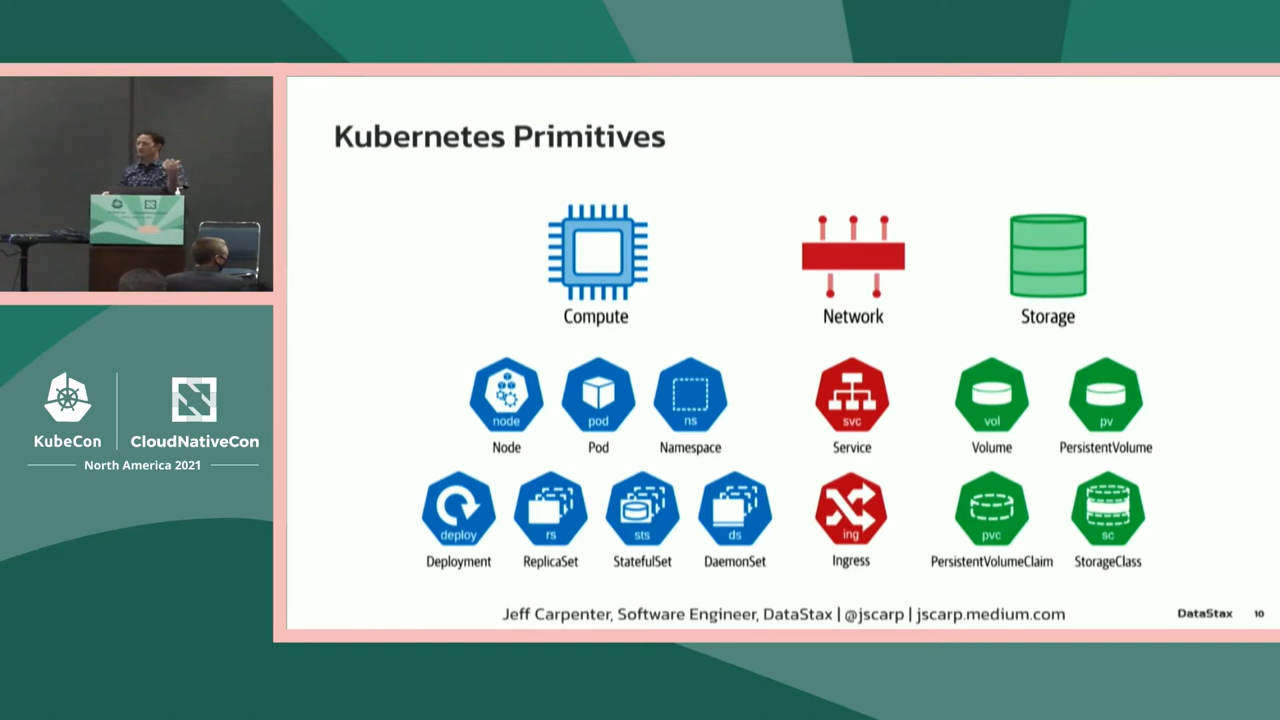 Kubernetes Primitives
Compute
Network
Storage
node
pod
ns
svc
vol
pv
Node
Pod
Namespace
Service
Volume
PersistentVolume
deploy
rs
sts
ds
ing
pvc
sc
Deployment
ReplicaSet
StatefulSet
DaemonSet
Ingress
PersistentVolumeClaim
StorageClass
Jeff Carpenter, Software Engineer, DataStax | @jscarp | jscarp.medium.com
DataStax 10
KubeCon
CloudNativeCon
North America 2021